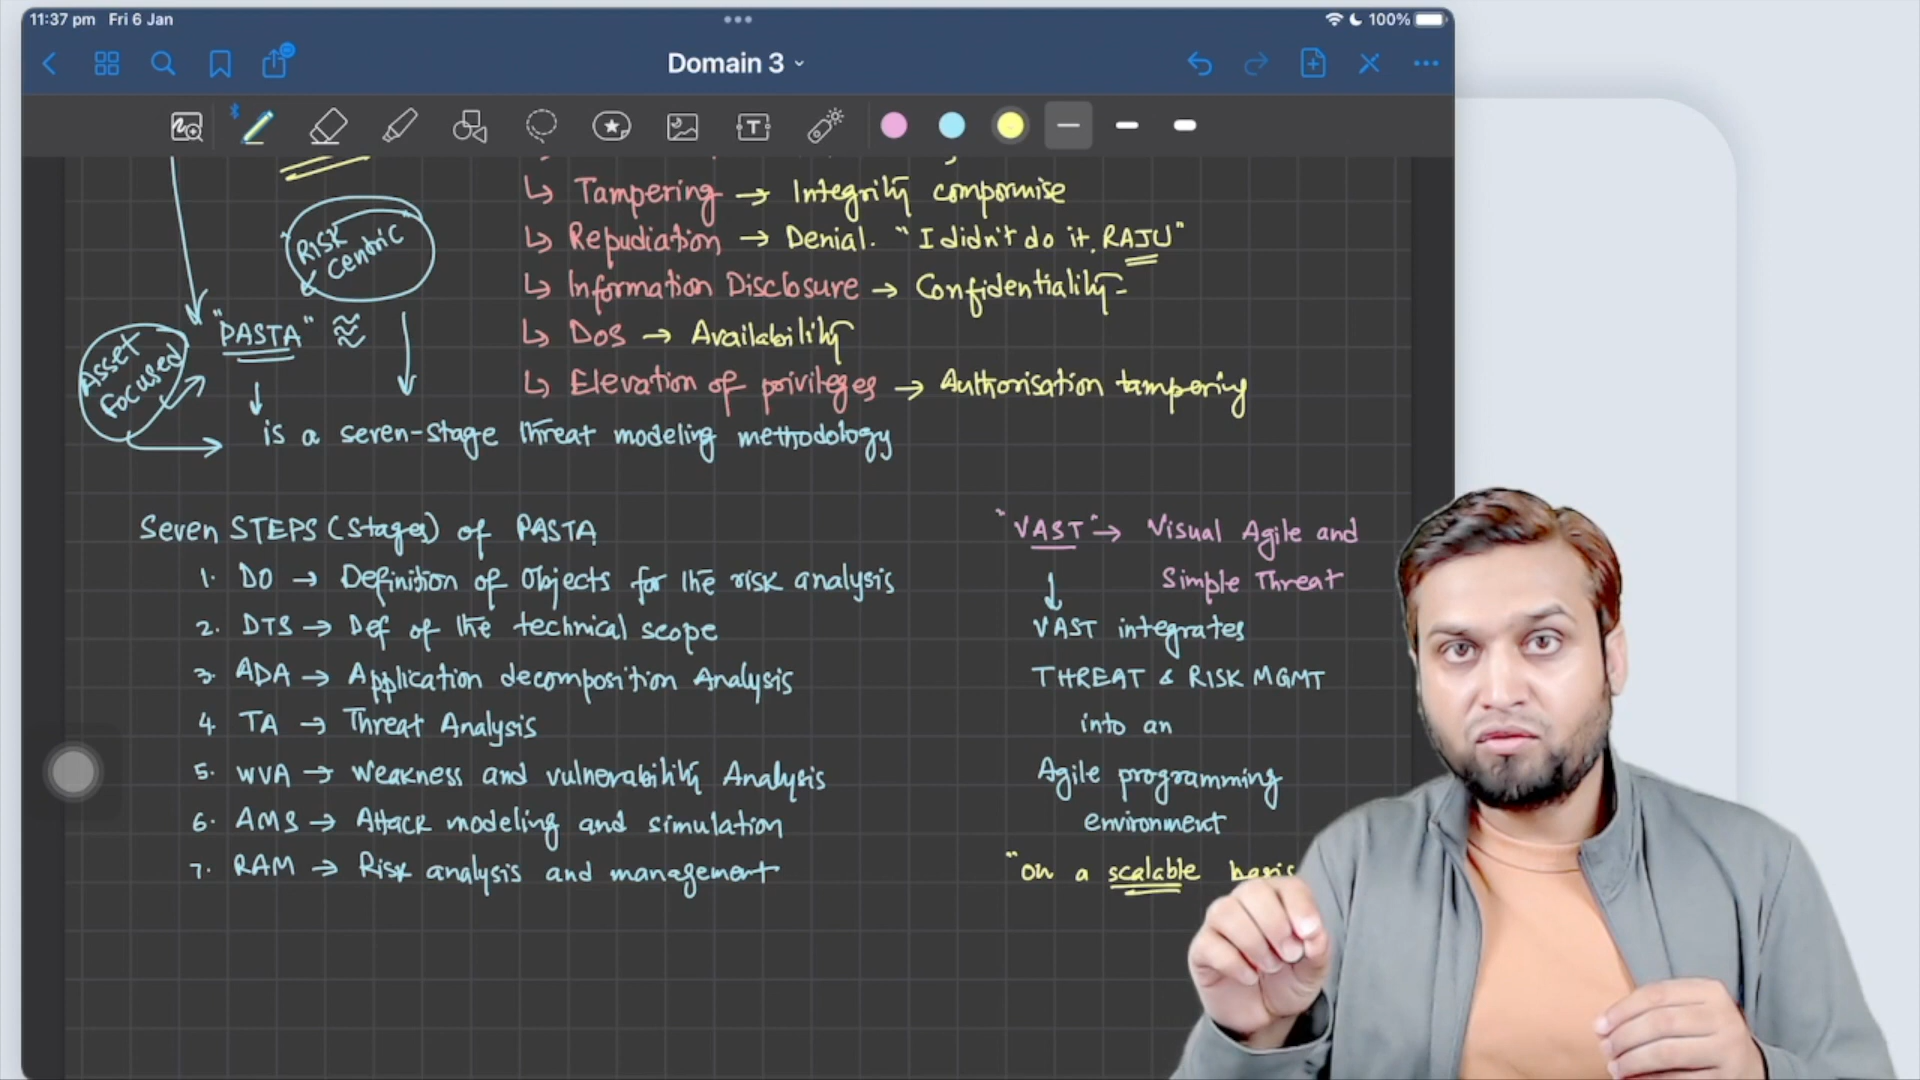 11:37 pm Fri 6 Jan
100%
Domain 3
T
↳ Tampering → Integrity compormise
↳ Repudiation → Denial. "I didn't do it. RAJU"
↳ Information Disclosure → Confidentiality-
↳ DoS → Availability
↳ Elevation of privileges → Authorisation tampering
"Risk Centric"
"PASTA"
Asset Focused
is a seven-stage threat modeling methodology
Seven STEPS (Stages) of PASTA
1. DO → Definition of Objects for the risk analysis
2. DTS → Def of the technical scope
3. ADA → Application decomposition Analysis
4 TA → Threat Analysis
5. WVA → Weakness and vulnerability Analysis
6. AMS → Attack modeling and simulation
7. RAM → Risk analysis and management
"VAST" → Visual Agile and
Simple Threat
VAST integrates
THREAT & RISK MGMT
into an
Agile programming
environment
"on a scalable basis